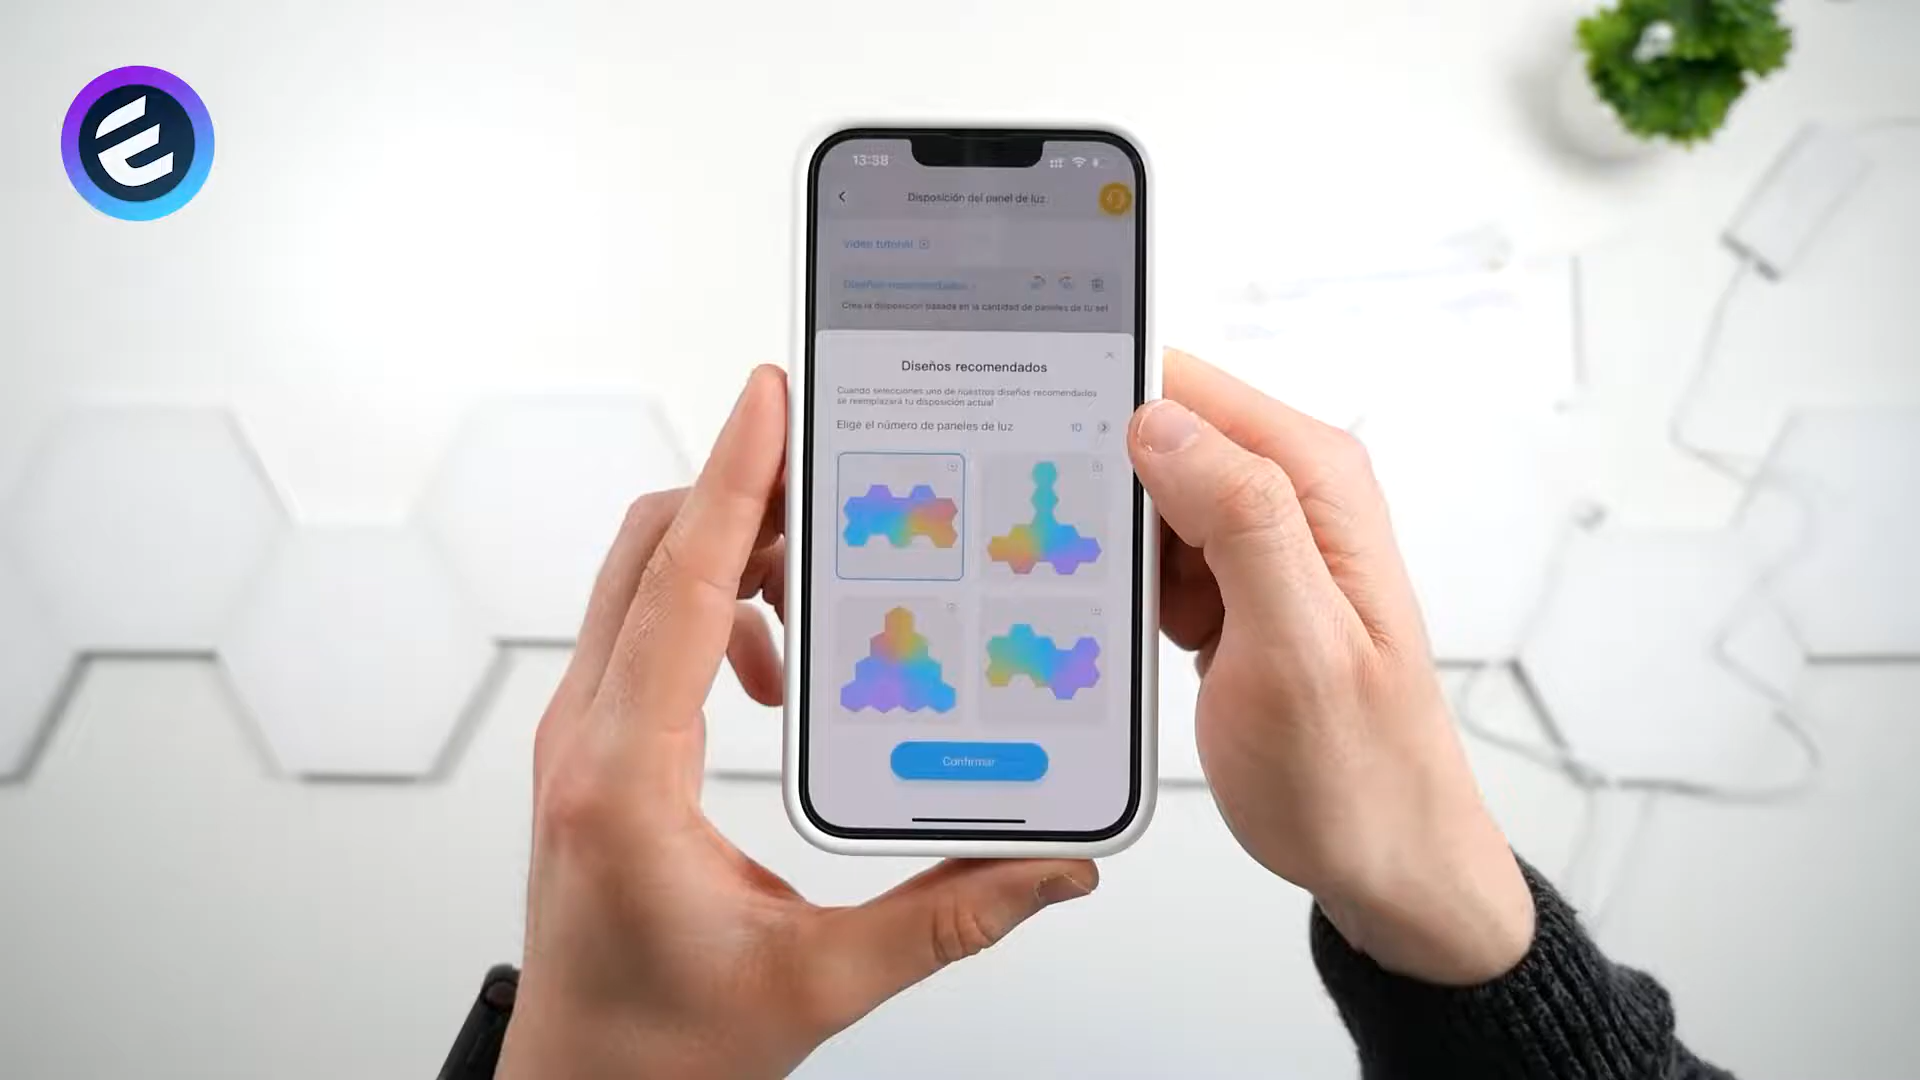 13:38
Disposición del panel de luz
Video tutorial
Diseños recomendados
Crea la disposición basada en la cantidad de paneles de tu set
Diseños recomendados
Cuando selecciones uno de nuestros diseños recomendados
se reemplazará tu disposición actual
Elige el número de paneles de luz 10
Confirmar